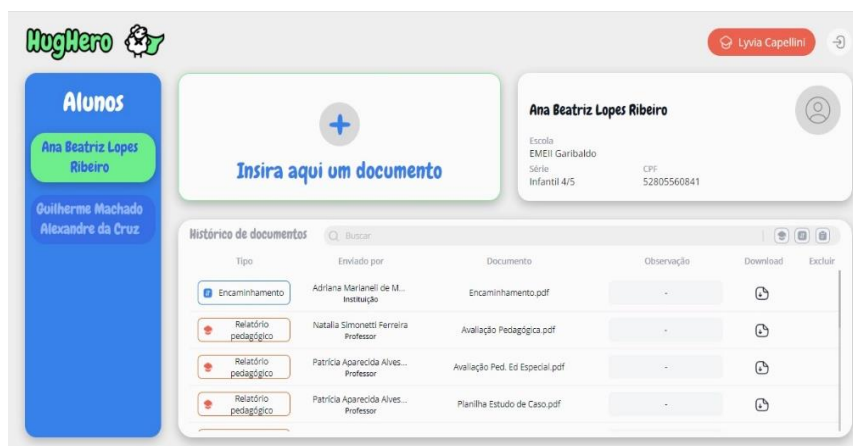 HugHero
Lyvia Capellini
Alunos
Ana Beatriz Lopes
Ribeiro
Guilherme Machado
Alexandre da Cruz
Insira aqui um documento
Ana Beatriz Lopes Ribeiro
Escola
EMEII Garibaldo
Série
CPF
Infantil 4/5
52805560841
Histórico de documentos
Buscar
Tipo
Enviado por
Documento
Observação
Download
Excluir
Encaminhamento
Adriana Marianeli de M...
Instituição
Encaminhamento.pdf
-
Relatório
pedagógico
Natalia Simonetti Ferreira
Professor
Avaliação Pedagógica.pdf
-
Relatório
pedagógico
Patrícia Aparecida Alves...
Professor
Avaliação Ped. Ed Especial.pdf
-
Relatório
pedagógico
Patrícia Aparecida Alves...
Professor
Planilha Estudo de Caso.pdf
-